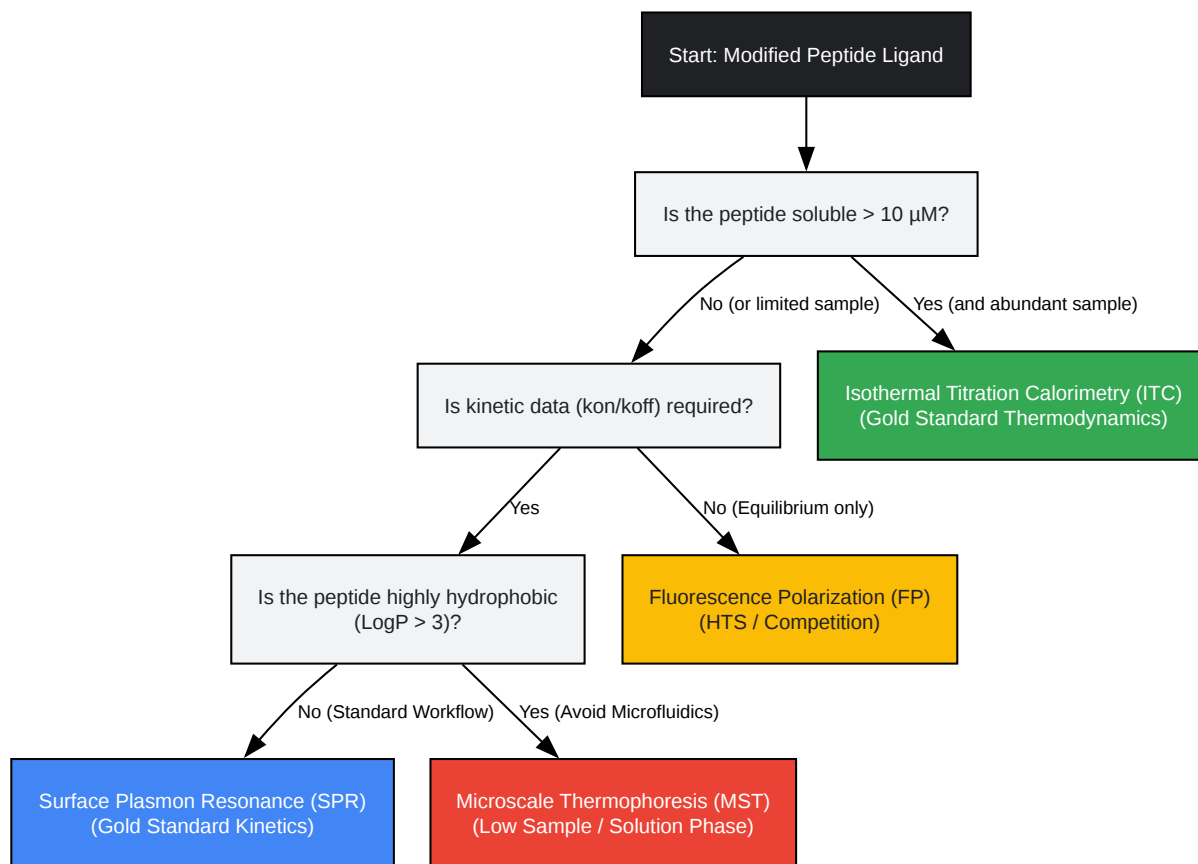 Start: Modified Peptide Ligand
Is the peptide soluble > 10 µM?
No (or limited sample)
Yes (and abundant sample)
Is kinetic data (kon/koff) required?
Isothermal Titration Calorimetry (ITC)
(Gold Standard Thermodynamics)
Yes
No (Equilibrium only)
Is the peptide highly hydrophobic
(LogP > 3)?
Fluorescence Polarization (FP)
(HTS / Competition)
No (Standard Workflow)
Yes (Avoid Microfluidics)
Surface Plasmon Resonance (SPR)
(Gold Standard Kinetics)
Microscale Thermophoresis (MST)
(Low Sample / Solution Phase)